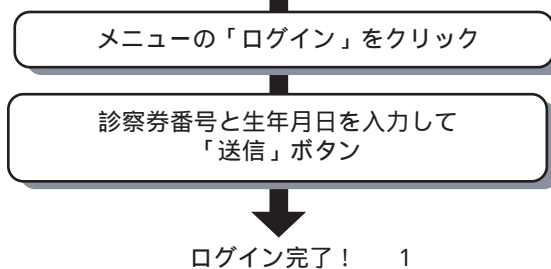 メニューの「ログイン」をクリック
診察券番号と生年月日を入力して
「送信」ボタン
ログイン完了！　1